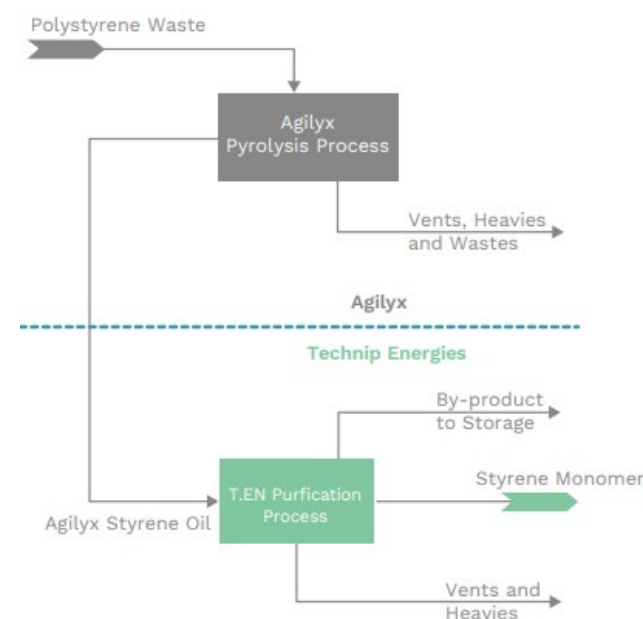 Polystyrene Waste
Agilyx
Pyrolysis Process
Vents, Heavies
and Wastes
Agilyx
Technip Energies
By-product
to Storage
Styrene Monomer
T.EN Purfication
Process
Agilyx Styrene Oil
Vents and
Heavies